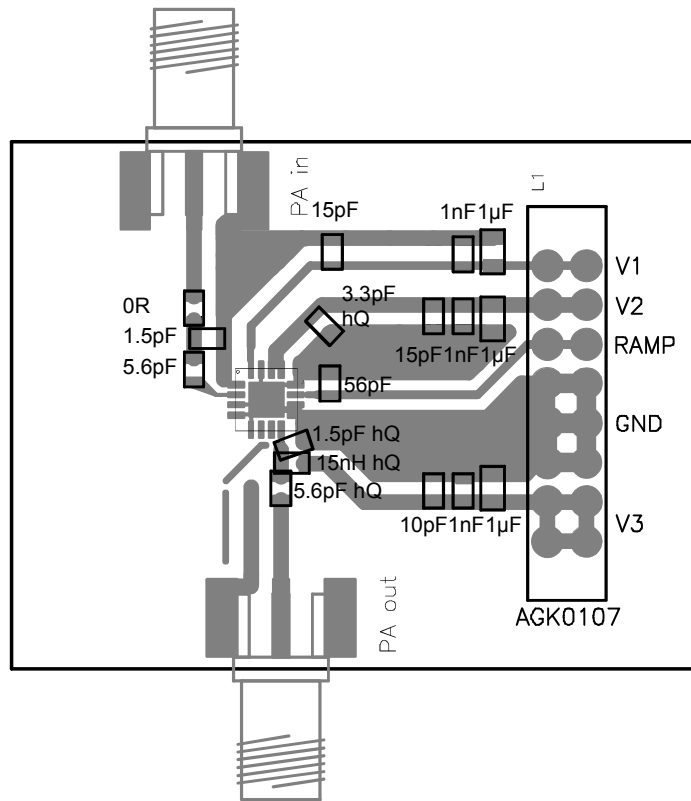 L1
PA in
15pF
1nF1µF
V1
3.3pF
hQ
V2
0R
1.5pF
15pF1nF1µF
RAMP
5.6pF
56pF
GND
1.5pF hQ
15nH hQ
5.6pF hQ
10pF1nF1µF
V3
PA out
AGK0107